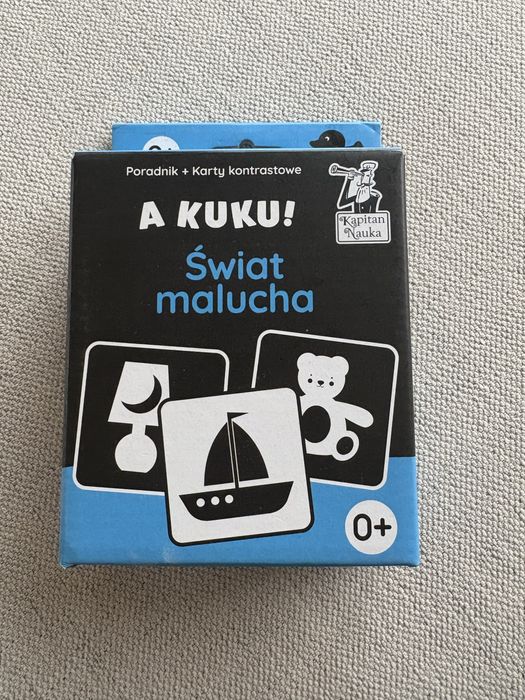 Poradnik + Karty kontrastowe
A KUKU!
Kapitan
Nauka
Świat
malucha
0+